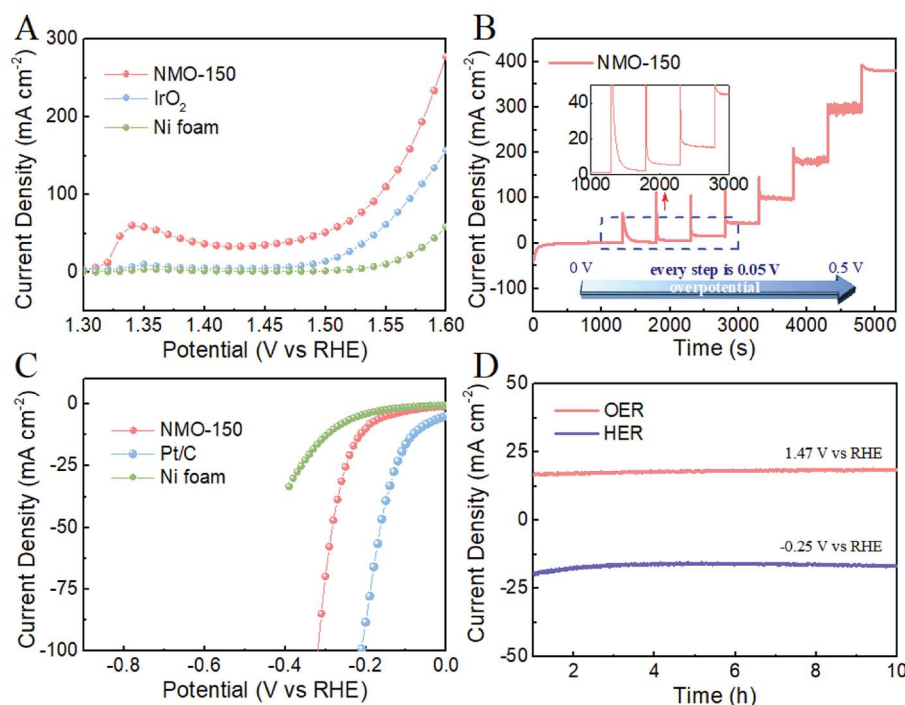 A
300
200
100
0
Current Density (mA cm⁻²)
NMO-150
IrO₂
Ni foam
1.30 1.35 1.40 1.45 1.50 1.55 1.60
Potential (V vs RHE)
B
400
300
200
100
0
-100
Current Density (mA cm⁻²)
NMO-150
40
20
0
1000 2000 3000
0 V
every step is 0.05 V
0.5 V
overpotential
0 1000 2000 3000 4000 5000
Time (s)
C
0
-25
-50
-75
-100
Current Density (mA cm⁻²)
NMO-150
Pt/C
Ni foam
-0.8 -0.6 -0.4 -0.2 0.0
Potential (V vs RHE)
D
50
25
0
-25
-50
Current Density (mA cm⁻²)
OER
HER
1.47 V vs RHE
-0.25 V vs RHE
2 4 6 8 10
Time (h)